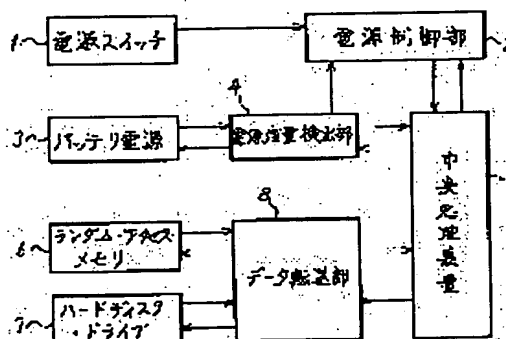 1
電源スイッチ
電源制御部
3
バッテリ電源
4
電源残量検出部
中央処理装置
6
ランダム・アクセス・
メモリ
8
データ転送部
7
ハードディスク
・ドライブ